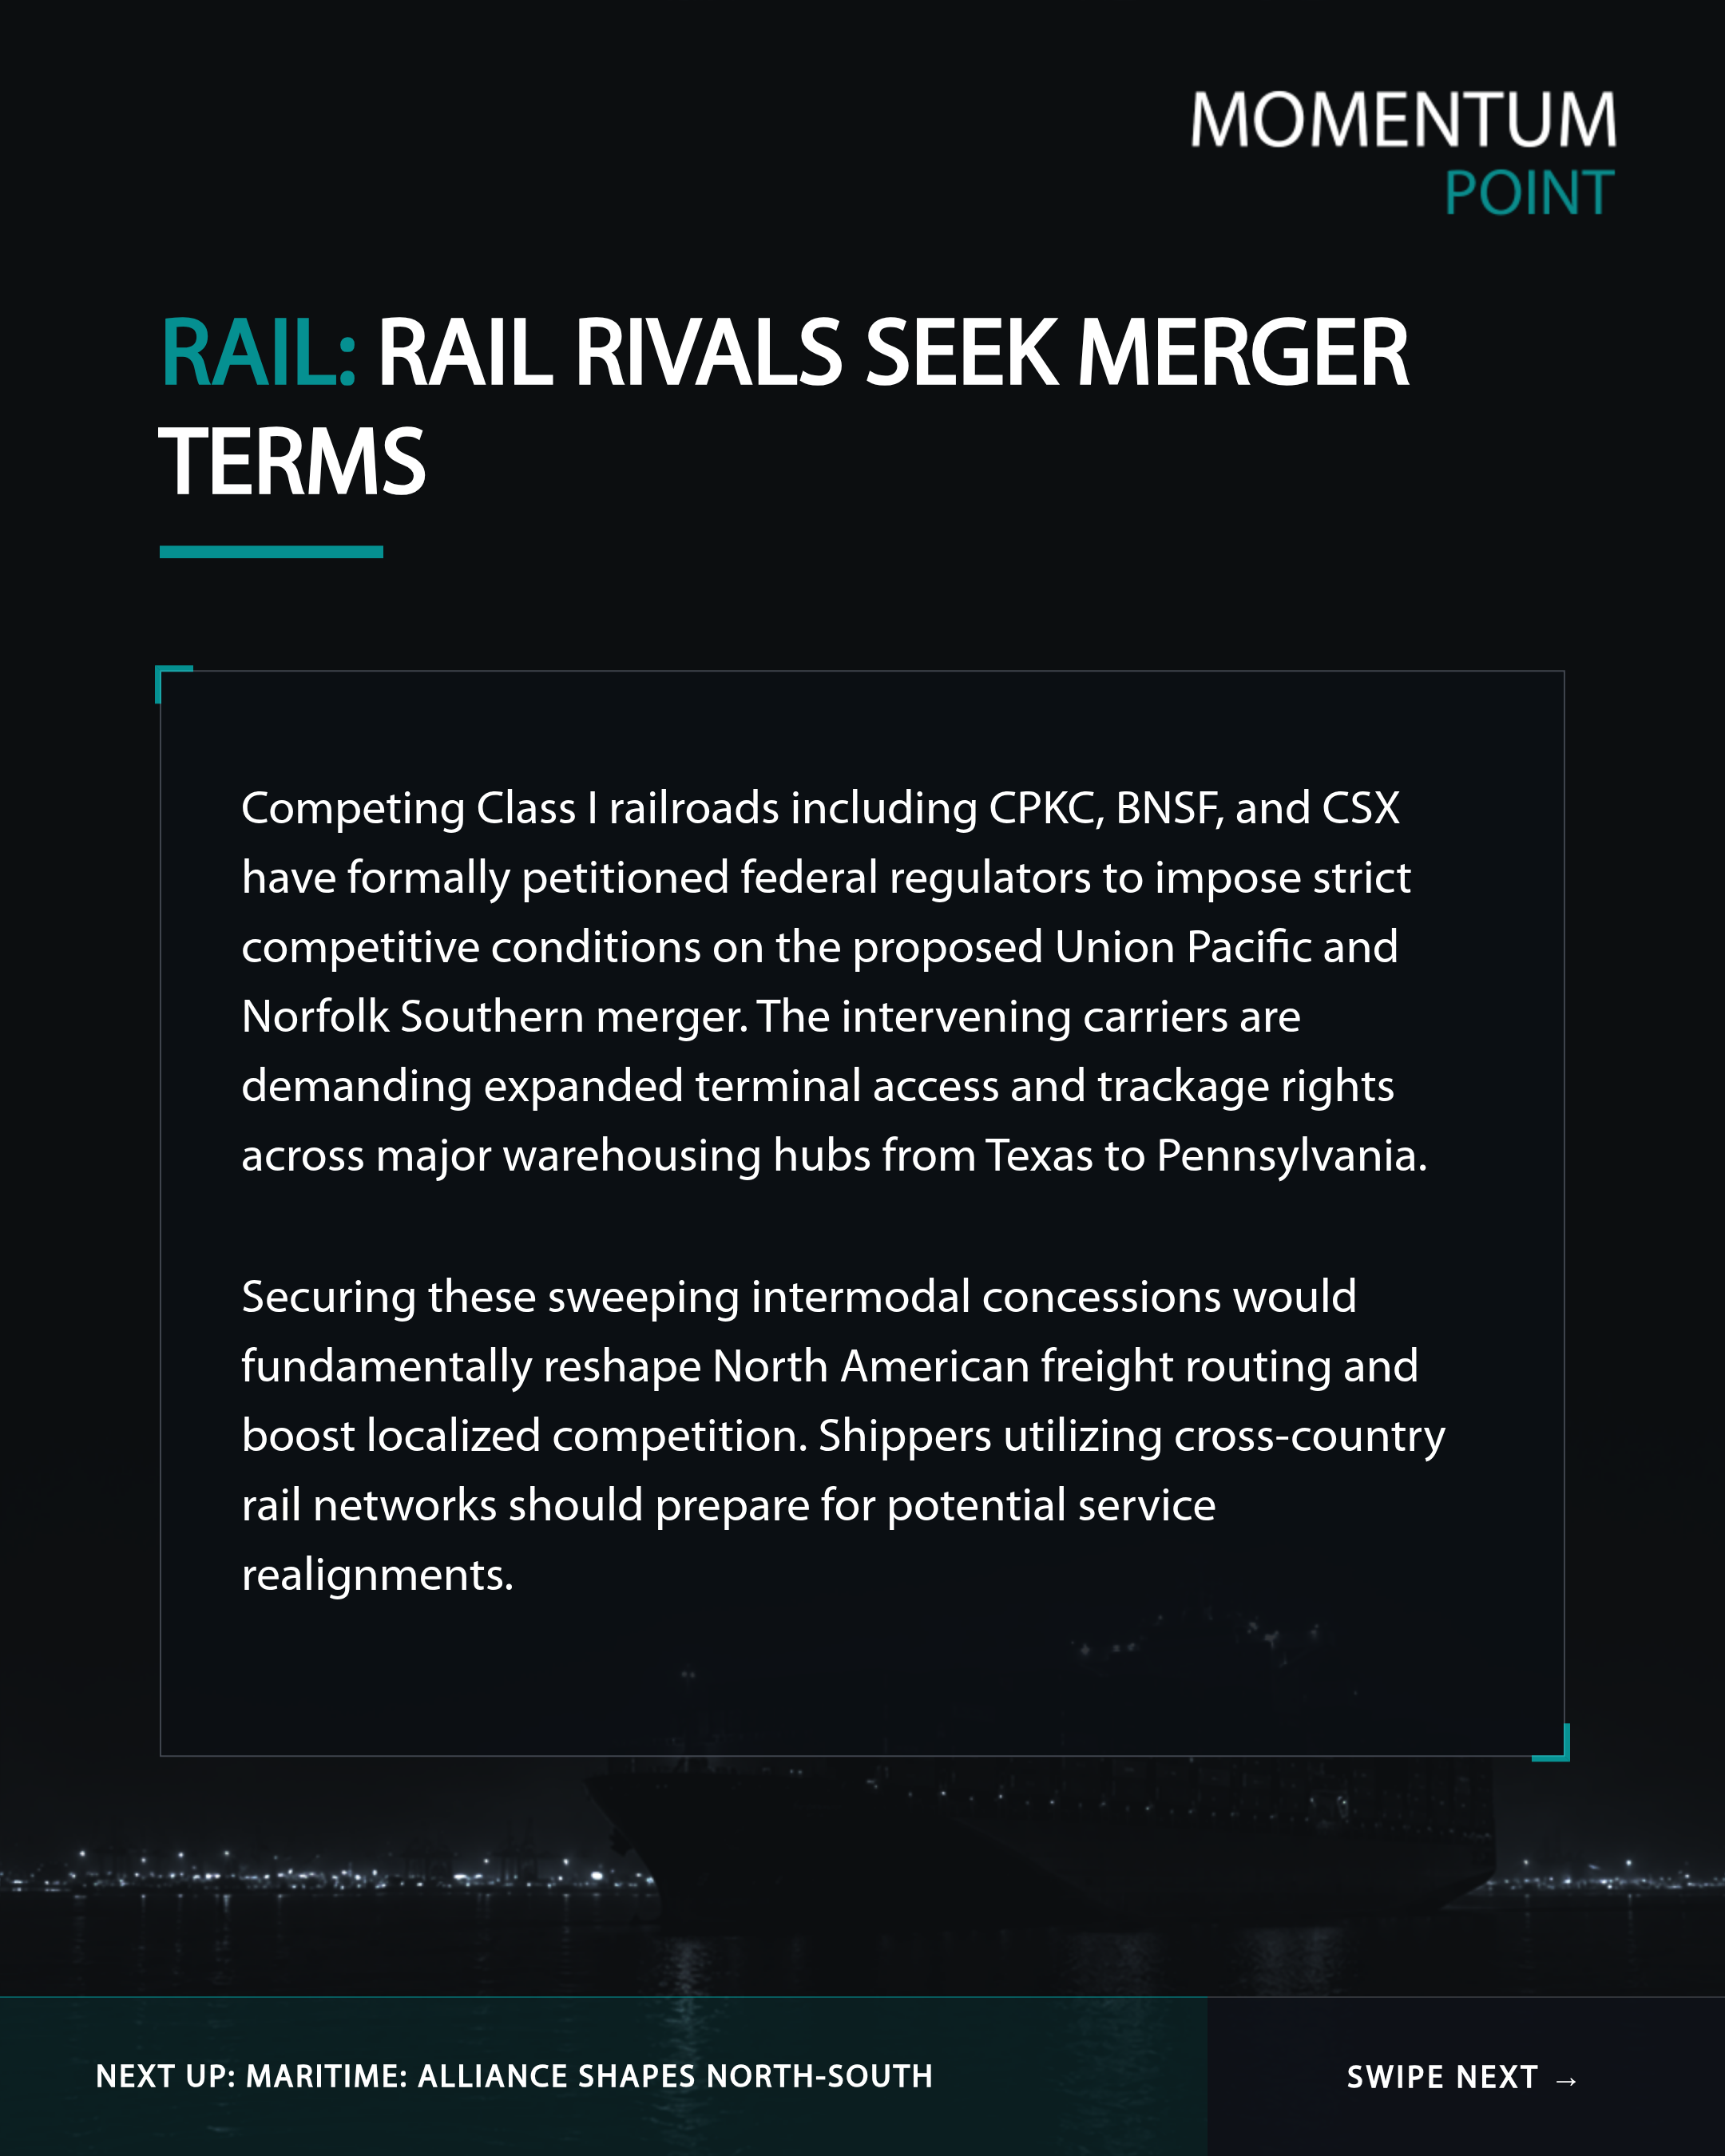 MOMENTUM
POINT
RAIL: RAIL RIVALS SEEK MERGER
TERMS
Competing Class I railroads including CPKC, BNSF, and CSX
have formally petitioned federal regulators to impose strict
competitive conditions on the proposed Union Pacific and
Norfolk Southern merger. The intervening carriers are
demanding expanded terminal access and trackage rights
across major warehousing hubs from Texas to Pennsylvania.
Securing these sweeping intermodal concessions would
fundamentally reshape North American freight routing and
boost localized competition. Shippers utilizing cross-country
rail networks should prepare for potential service
realignments.
NEXT UP: MARITIME: ALLIANCE SHAPES NORTH-SOUTH
SWIPE NEXT →